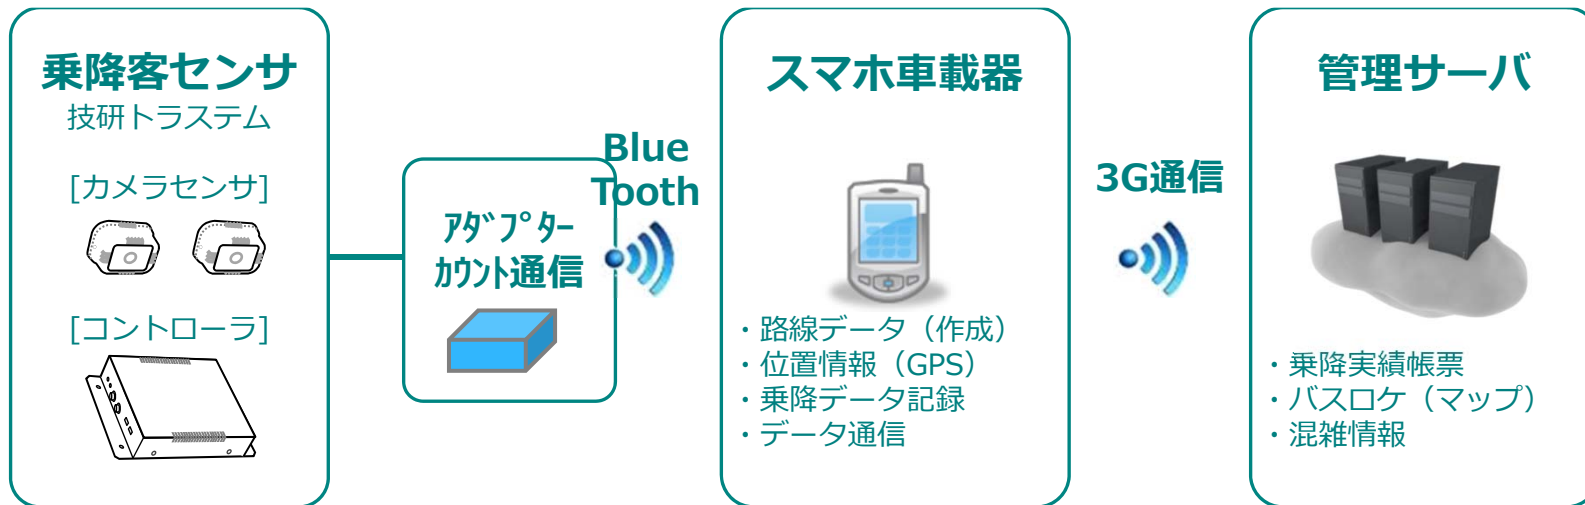 乗降客センサ
技研トラステム
[カメラセンサ]
[コントローラ]
ｱﾀﾞﾌﾟﾀｰ
ｶｳﾝﾄ通信
Blue
Tooth
スマホ車載器
・路線データ（作成）
・位置情報（GPS）
・乗降データ記録
・データ通信
3G通信
管理サーバ
・乗降実績帳票
・バスロケ（マップ）
・混雑情報